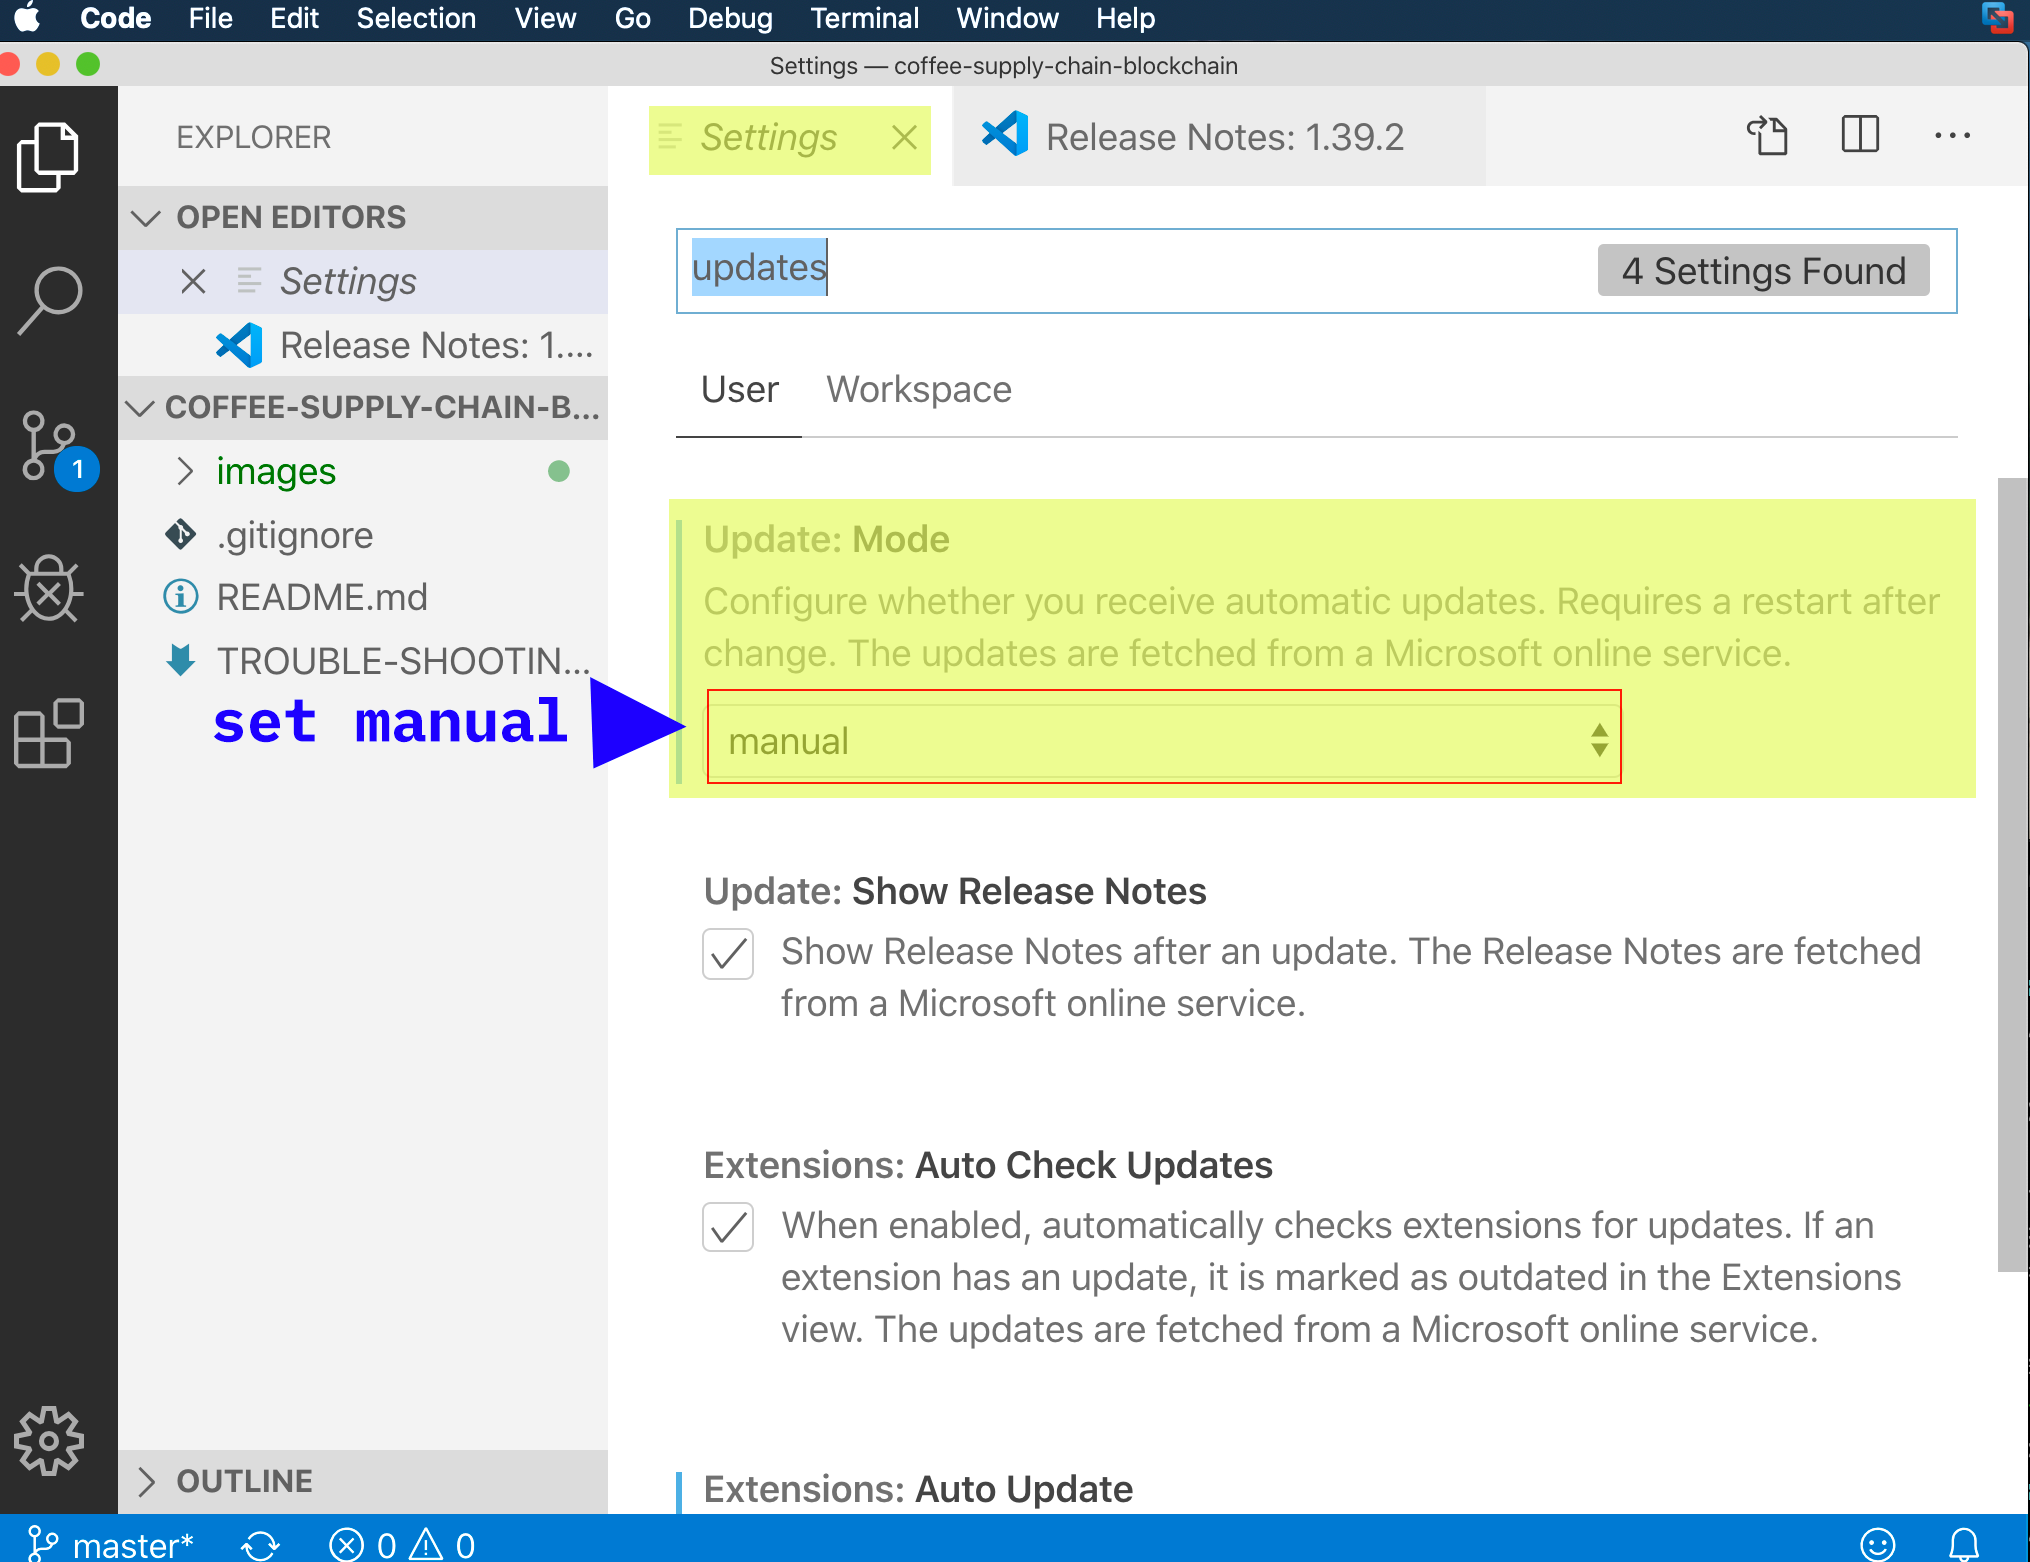 Code File Edit Selection View Go Debug Terminal Window Help
Settings — coffee-supply-chain-blockchain
EXPLORER
OPEN EDITORS
Settings
Release Notes: 1....
COFFEE-SUPPLY-CHAIN-B...
images
.gitignore
README.md
TROUBLE-SHOOTIN...
set manual
1
OUTLINE
Settings
Release Notes: 1.39.2
updates
4 Settings Found
User Workspace
Update: Mode
Configure whether you receive automatic updates. Requires a restart after
change. The updates are fetched from a Microsoft online service.
manual
Update: Show Release Notes
Show Release Notes after an update. The Release Notes are fetched
from a Microsoft online service.
Extensions: Auto Check Updates
When enabled, automatically checks extensions for updates. If an
extension has an update, it is marked as outdated in the Extensions
view. The updates are fetched from a Microsoft online service.
Extensions: Auto Update
master* 0 0